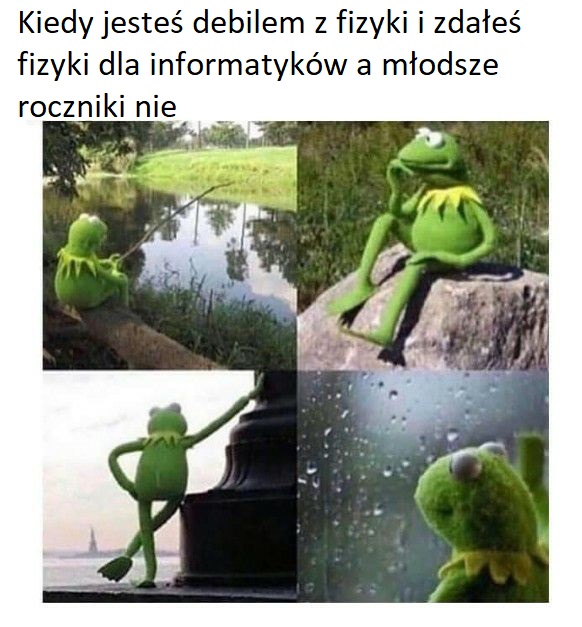 Kiedy jesteś debilem z fizyki i zdałeś
fizyki dla informatyków a młodsze
roczniki nie